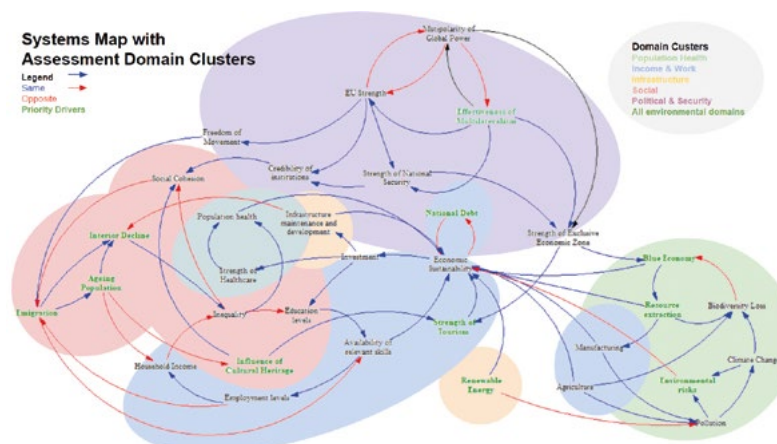 Systems Map with
Assessment Domain Clusters
Legend
Same
Opposite
Priority Drivers
Domain Custers
Population Health
Income & Work
Infrastructure
Social
Political & Security
All environmental domains
Mutipolarity of
Global Power
EU Strength
Effectiveness of
Multilateralism
Freedom of
Movement
Credibility of
institutions
Strength of National
Security
Social Cohesion
Population health
Infrastructure
maintenance and
development
National Debt
Strength of Exclusive
Economic Zona
Interior Decline
Strength of
Healthcare
Investment
Economic
Sustainability
Blue Economy
Ageing
Population
Emigration
Inequality
Education
levels
Resource
extraction
Biodiversity Loss
Strength of
Tourism
Manufacturing
Household Income
Influence of
Cultural Hericage
Availability of
relevant skills
Climate Change
Renewable
Energy
Agriculture
Environmental
risks
Employment levels
Pollution